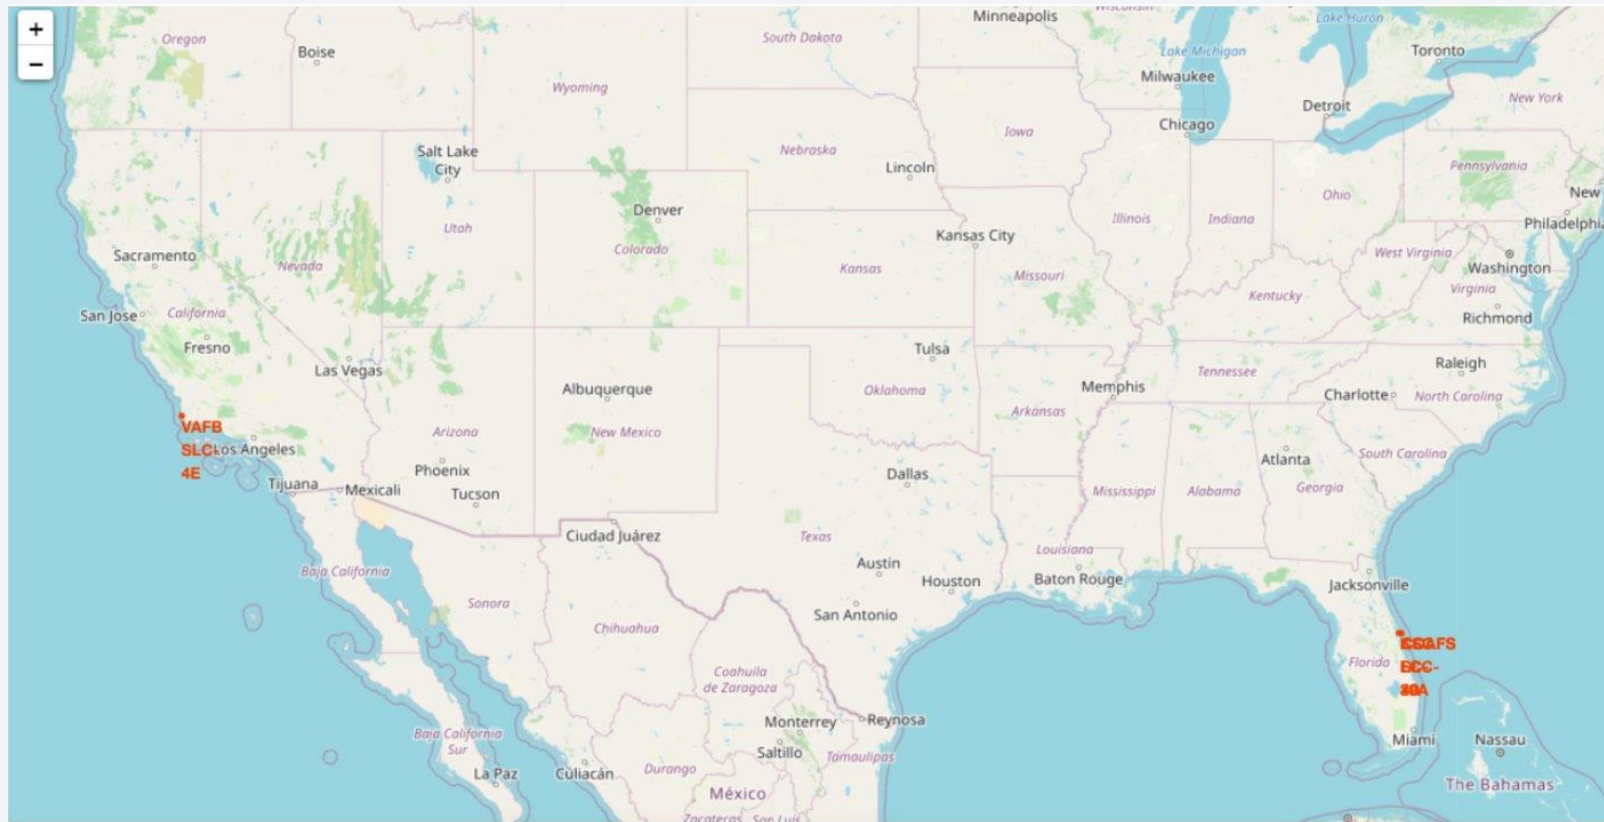 +
−
Oregon
Boise
South Dakota
Minneapolis
Wisconsin
Lake Huron
Toronto
Lake Michigan
Milwaukee
Wyoming
Detroit
New York
Chicago
Iowa
Salt Lake
City
Nebraska
Lincoln
Pennsylvania
New
Ohio
Denver
Utah
Colorado
Illinois
Indiana
Philadelphia
Kansas City
Sacramento
Nevada
Kansas
Missouri
West Virginia
Washington
Virginia
Kentucky
San Jose
California
Richmond
Fresno
Las Vegas
Tulsa
Raleigh
Tennessee
Albuquerque
Oklahoma
Memphis
Charlotte
North Carolina
Arkansas
VAFB
SLC-
4E
Los Angeles
Arizona
New Mexico
Phoenix
Dallas
Atlanta
South Carolina
Tijuana
Mexicali
Tucson
Mississippi
Alabama
Georgia
Ciudad Juárez
Texas
Louisiana
Austin
Baja California
Houston
Baton Rouge
Jacksonville
Sonora
San Antonio
Chihuahua
Florida
Coahuila
de Zaragoza
Monterrey
Reynosa
Baja California
Sur
Saltillo
Tamaulipas
Miami
Nassau
La Paz
Culiacán
Durango
México
The Bahamas
Zacatecas
San Luis